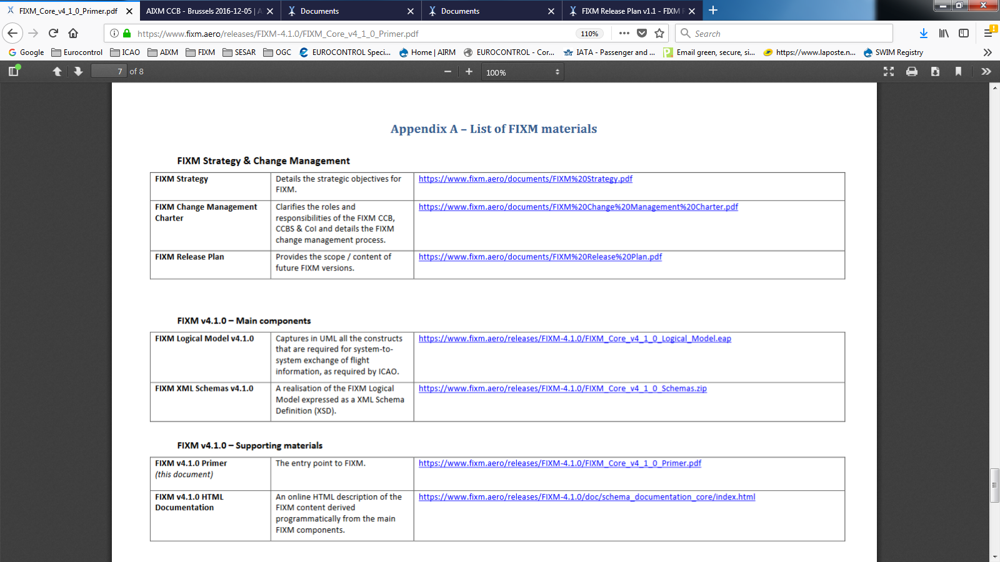 FIXM_Core_v4_1_0_Primer.pdf
AIXM CCB - Brussels 2016-12-05 | A
Documents
Documents
FIXM Release Plan v1.1 - FIXM P
https://www.fixm.aero/releases/FIXM-4.1.0/FIXM_Core_v4_1_0_Primer.pdf
110%
Search
Google
Eurocontrol
ICAO
AIXM
FIXM
SESAR
OGC
EUROCONTROL Speci...
Home | AIRM
EUROCONTROL - Cor...
IATA - Passenger and ...
Email green, secure, si...
https://www.laposte.n...
SWIM Registry
7 of 8
100%
Appendix A – List of FIXM materials
FIXM Strategy & Change Management
FIXM Strategy
Details the strategic objectives for
FIXM.
https://www.fixm.aero/documents/FIXM%20Strategy.pdf
FIXM Change Management
Charter
Clarifies the roles and
responsibilities of the FIXM CCB,
CCBS & CoI and details the FIXM
change management process.
https://www.fixm.aero/documents/FIXM%20Change%20Management%20Charter.pdf
FIXM Release Plan
Provides the scope / content of
future FIXM versions.
https://www.fixm.aero/documents/FIXM%20Release%20Plan.pdf
FIXM v4.1.0 – Main components
FIXM Logical Model v4.1.0
Captures in UML all the constructs
that are required for system-to-
system exchange of flight
information, as required by ICAO.
https://www.fixm.aero/releases/FIXM-4.1.0/FIXM_Core_v4_1_0_Logical_Model.eap
FIXM XML Schemas v4.1.0
A realisation of the FIXM Logical
Model expressed as a XML Schema
Definition (XSD).
https://www.fixm.aero/releases/FIXM-4.1.0/FIXM_Core_v4_1_0_Schemas.zip
FIXM v4.1.0 – Supporting materials
FIXM v4.1.0 Primer
(this document)
The entry point to FIXM.
https://www.fixm.aero/releases/FIXM-4.1.0/FIXM_Core_v4_1_0_Primer.pdf
FIXM v4.1.0 HTML
Documentation
An online HTML description of the
FIXM content derived
programmatically from the main
FIXM components.
https://www.fixm.aero/releases/FIXM-4.1.0/doc/schema_documentation_core/index.html